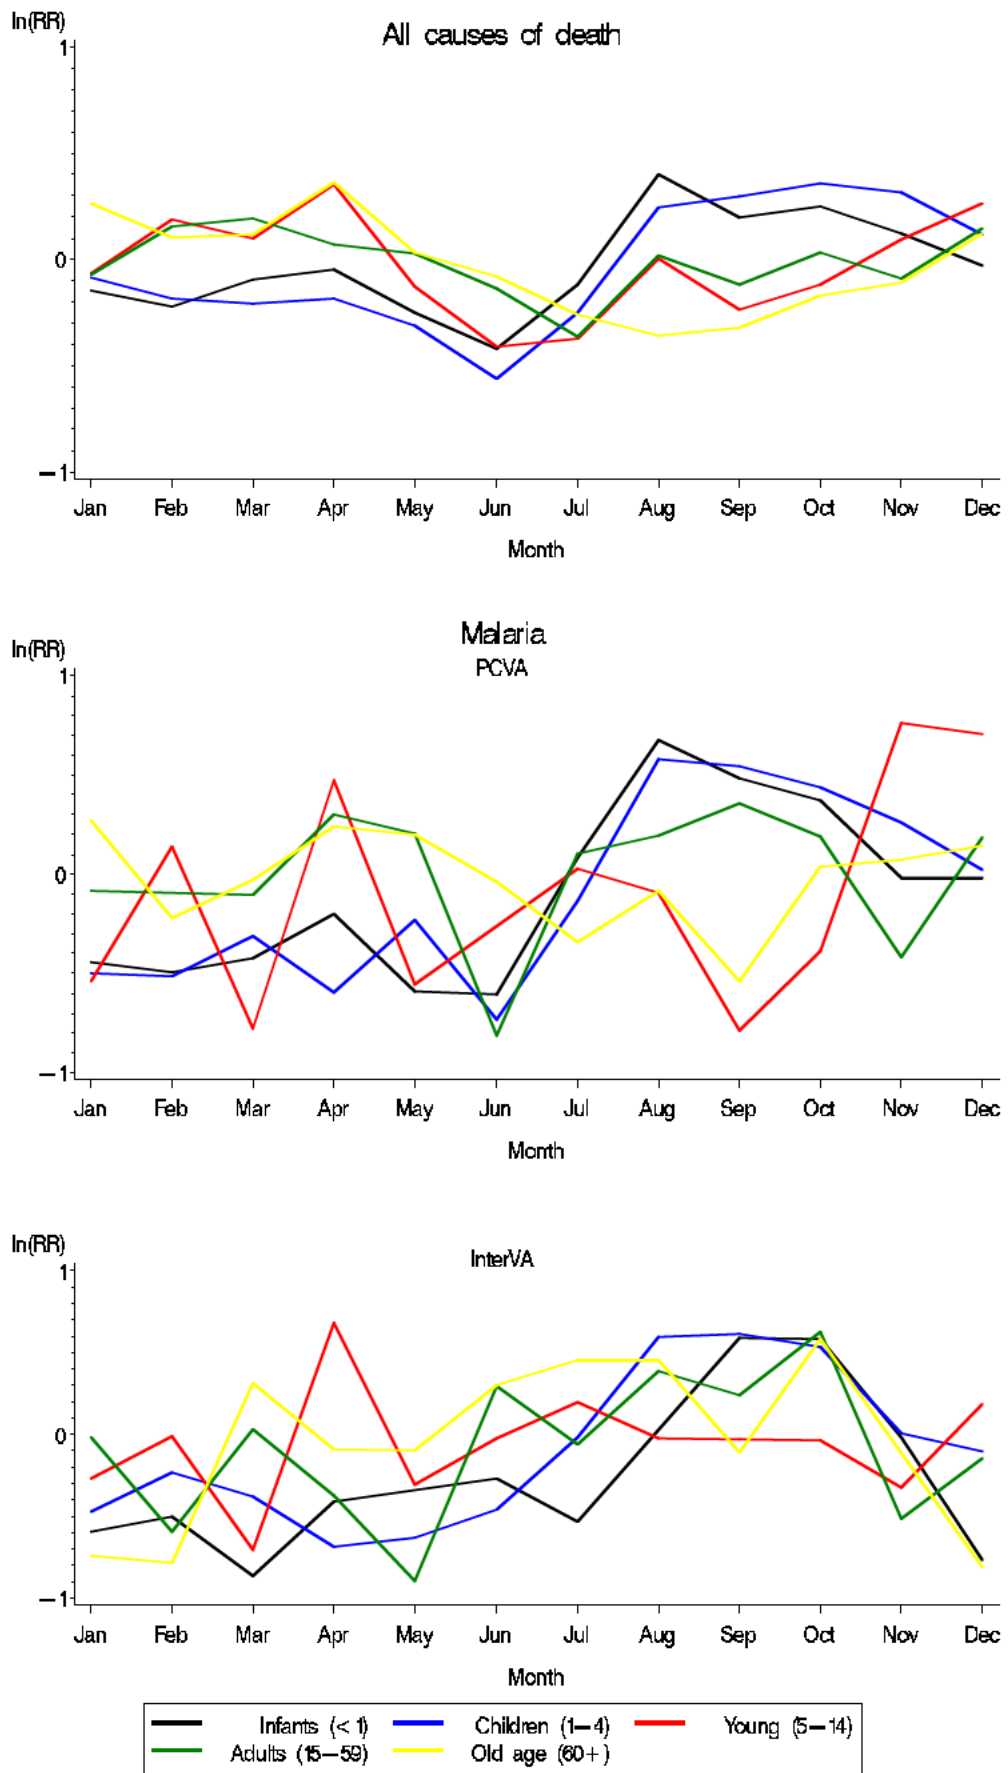 ln(RR)
All causes of death
1
0
−1
Jan Feb Mar Apr May Jun Jul Aug Sep Oct Nov Dec
Month
Malaria
ln(RR)
PCVA
1
0
−1
Jan Feb Mar Apr May Jun Jul Aug Sep Oct Nov Dec
Month
ln(RR)
InterVA
1
0
−1
Jan Feb Mar Apr May Jun Jul Aug Sep Oct Nov Dec
Month
Infants (<1) Children (1−4) Young (5−14)
Adults (15−59) Old age (60+)